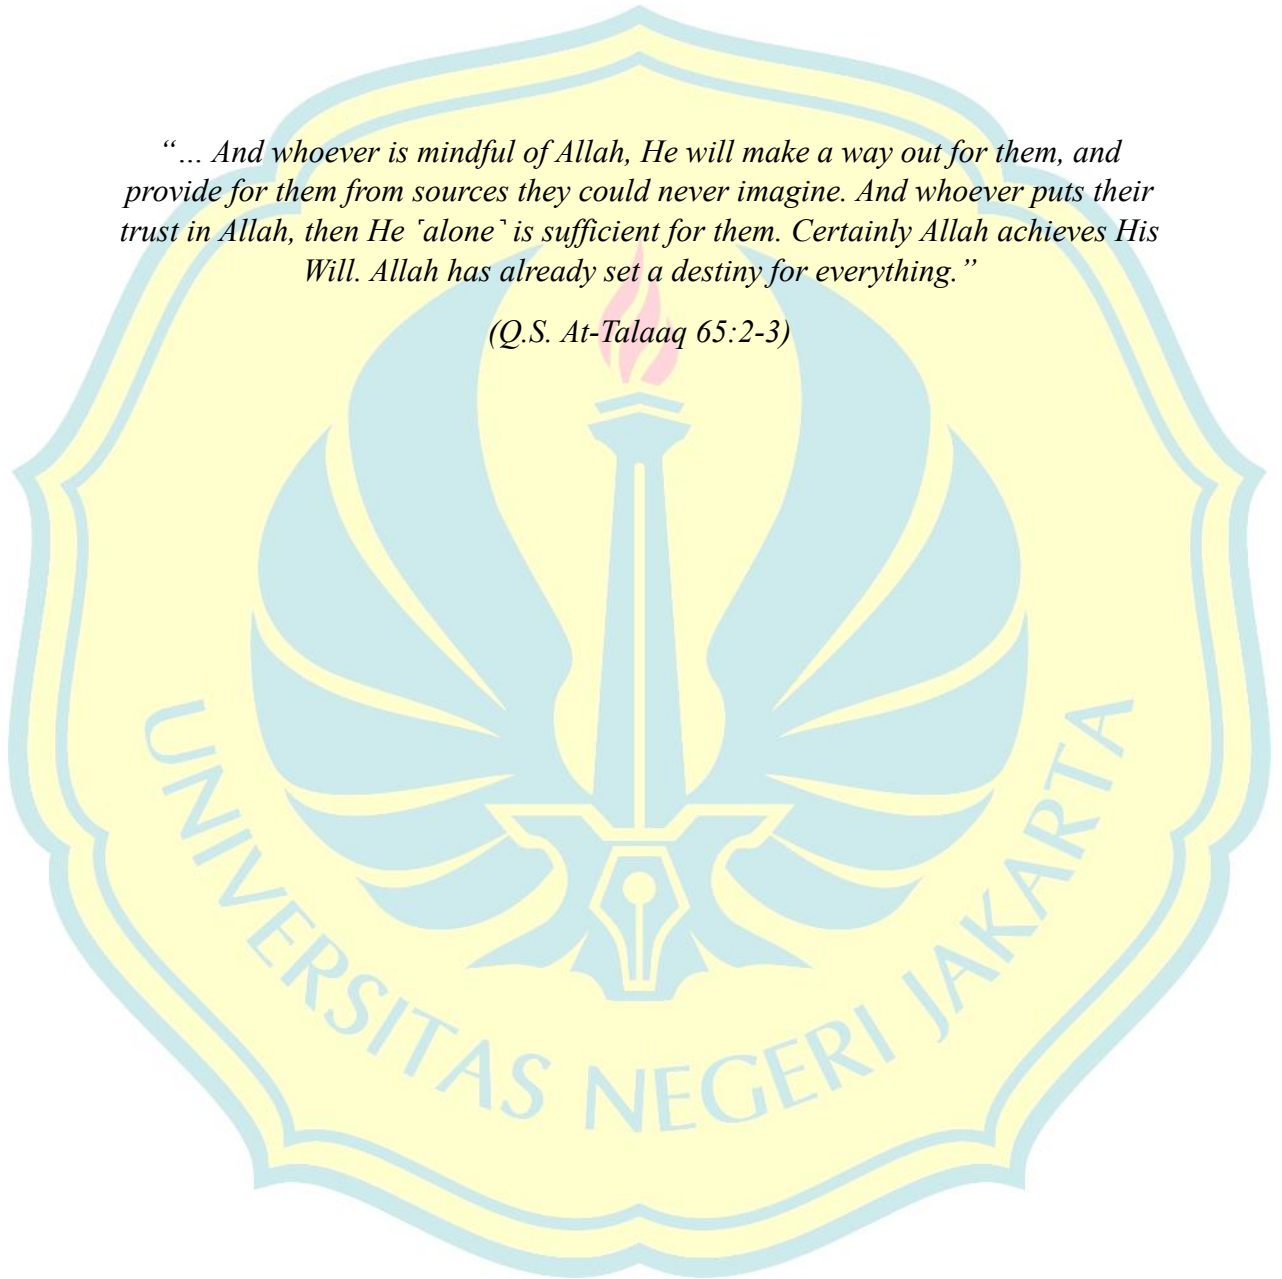 “… And whoever is mindful of Allah, He will make a way out for them, and
provide for them from sources they could never imagine. And whoever puts their
trust in Allah, then He ˹alone˺ is sufficient for them. Certainly Allah achieves His
Will. Allah has already set a destiny for everything.”
(Q.S. At-Talaaq 65:2-3)
UNIVERSITAS NEGERI JAKARTA